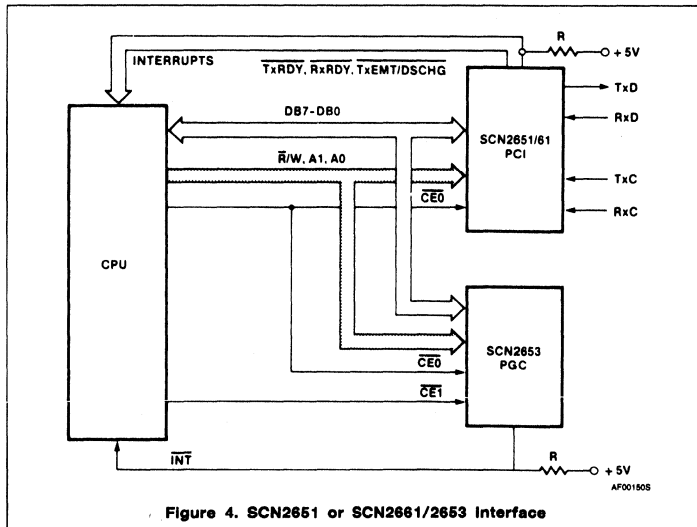 R
+ 5V
INTERRUPTS
TxRDY, RxRDY, TxEMT/DSCHG
TxD
DB7-DB0
RxD
SCN2651/61
PCI
R/W, A1, A0
TxC
CE0
RxC
CPU
SCN2653
PGC
CE0
CE1
INT
R
+ 5V
AF00150S
Figure 4. SCN2651 or SCN2661/2653 Interface